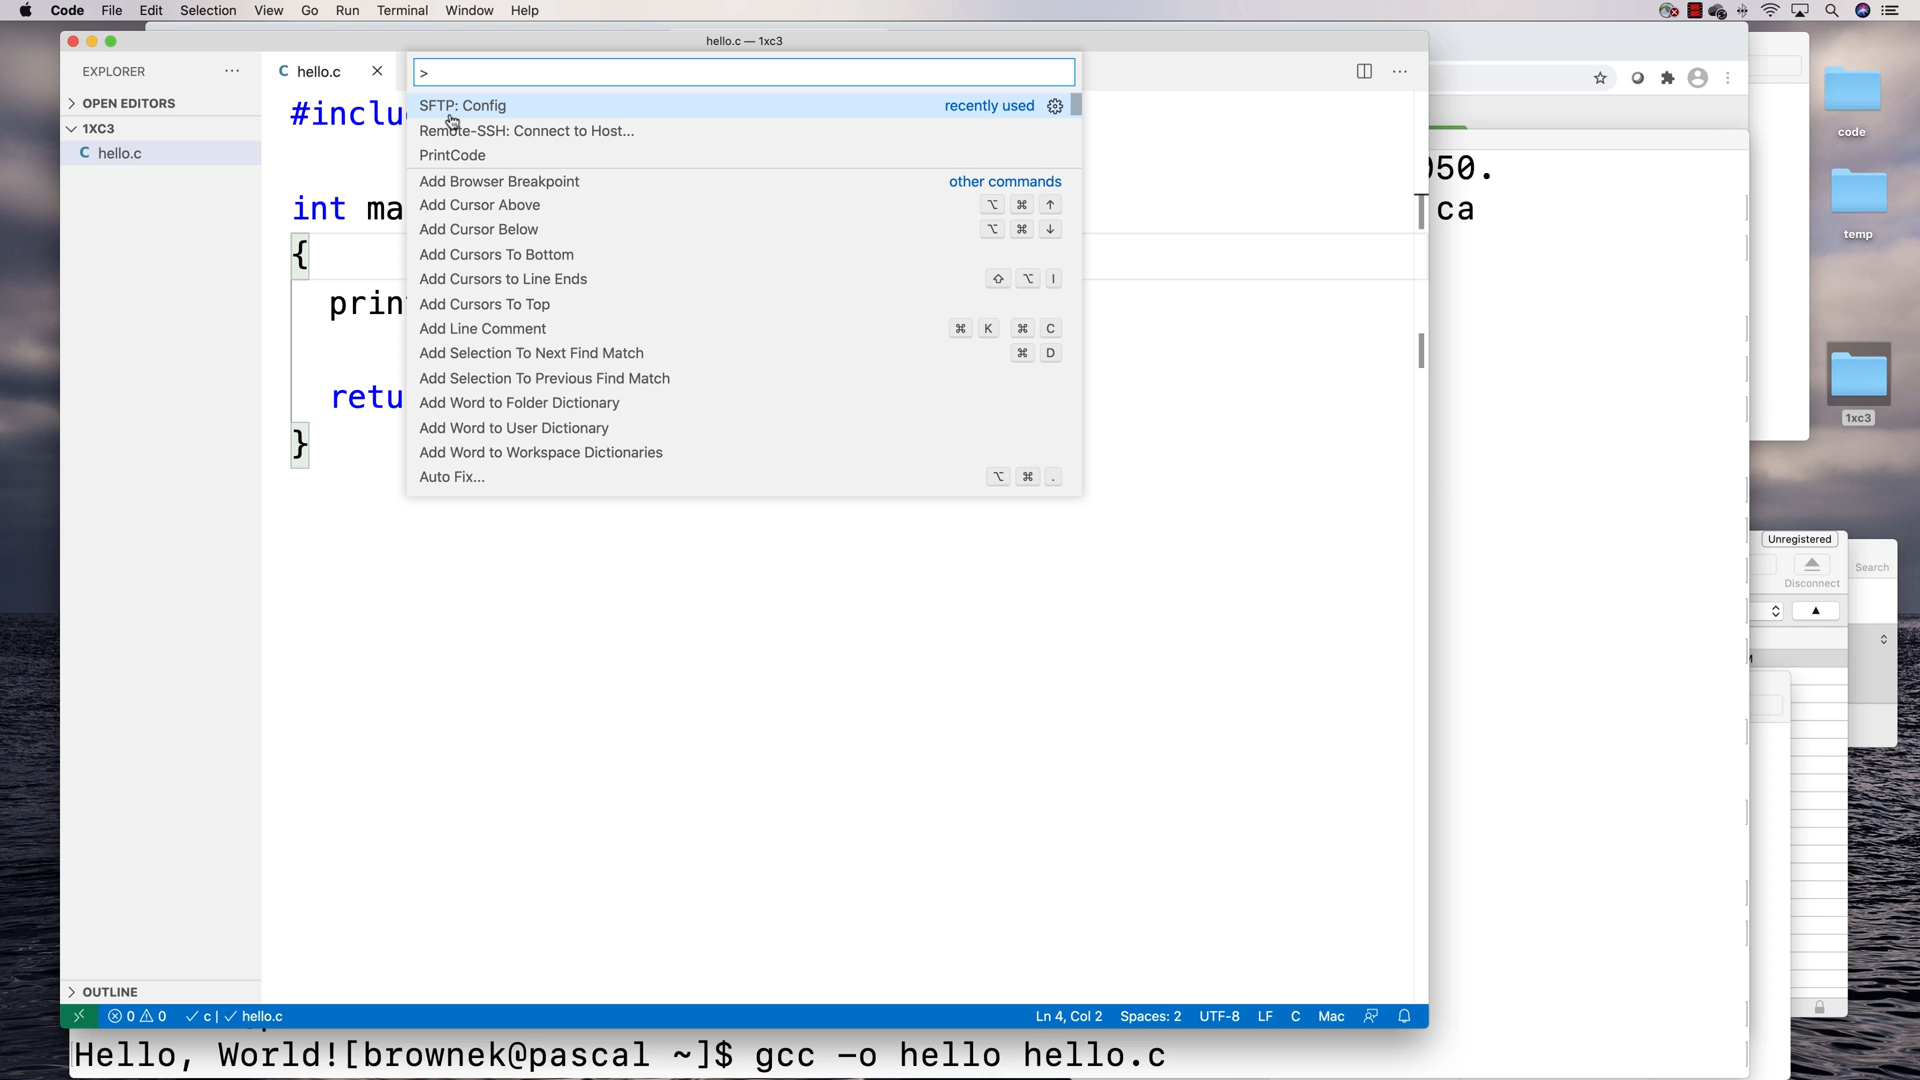 Code File Edit Selection View Go Run Terminal Window Help
hello.c — 1xc3
EXPLORER
OPEN EDITORS
1XC3
C hello.c
OUTLINE
C hello.c
#inclu
int ma
{
prin
retu
}
>
SFTP: Config recently used
Remote-SSH: Connect to Host...
PrintCode
Add Browser Breakpoint other commands
Add Cursor Above ⌥ ⌘ ↑
Add Cursor Below ⌥ ⌘ ↓
Add Cursors To Bottom
Add Cursors to Line Ends ⇧ ⌥ I
Add Cursors To Top
Add Line Comment ⌘ K ⌘ C
Add Selection To Next Find Match ⌘ D
Add Selection To Previous Find Match
Add Word to Folder Dictionary
Add Word to User Dictionary
Add Word to Workspace Dictionaries
Auto Fix... ⌥ ⌘ .
0 0 c | hello.c Ln 4, Col 2 Spaces: 2 UTF-8 LF C Mac
Hello, World![brownek@pascal ~]$ gcc -o hello hello.c
050.
ca
code
temp
1xc3
Unregistered
Disconnect
Search